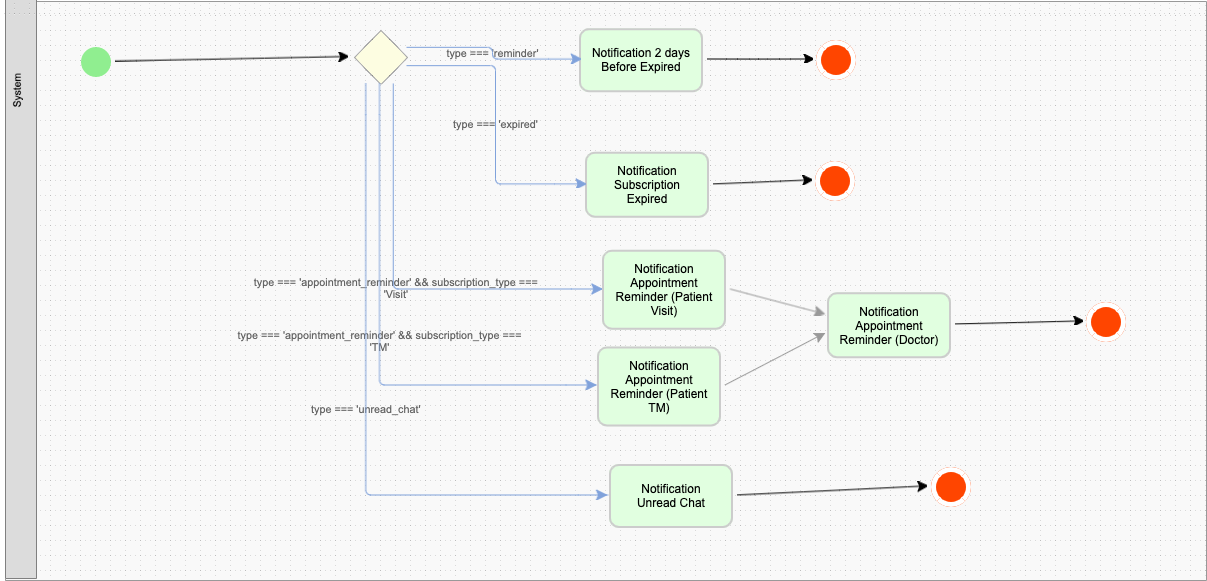 System
type === 'reminder'
Notification 2 days
Before Expired
type === 'expired'
Notification
Subscription
Expired
type === 'appointment_reminder' && subscription_type ===
'Visit'
Notification
Appointment
Reminder (Patient
Visit)
Notification
Appointment
Reminder (Doctor)
type === 'appointment_reminder' && subscription_type ===
'TM'
Notification
Appointment
Reminder (Patient
TM)
type === 'unread_chat'
Notification
Unread Chat